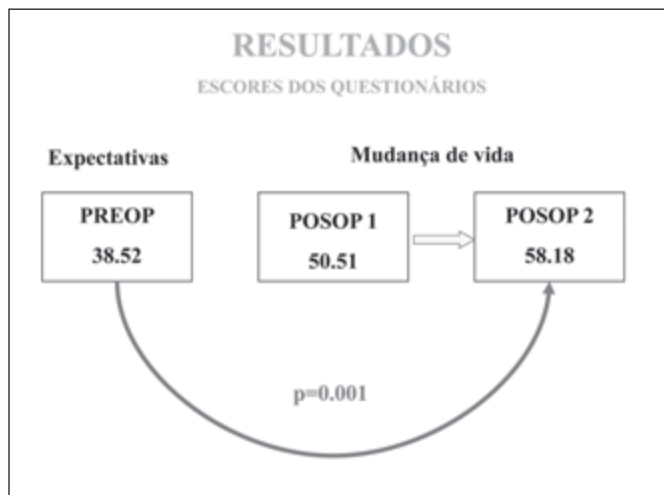 RESULTADOS
ESCORES DOS QUESTIONÁRIOS
Expectativas
Mudança de vida
PREOP
38.52
POSOP 1
50.51
POSOP 2
58.18
p=0.001